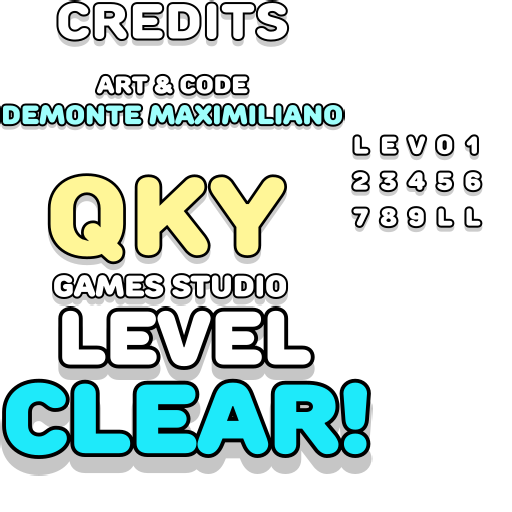 CREDITS
ART & CODE
DEMONTE MAXIMILIANO
L E V 0 1
2 3 4 5 6
7 8 9 L L
QKY
GAMES STUDIO
LEVEL
CLEAR!